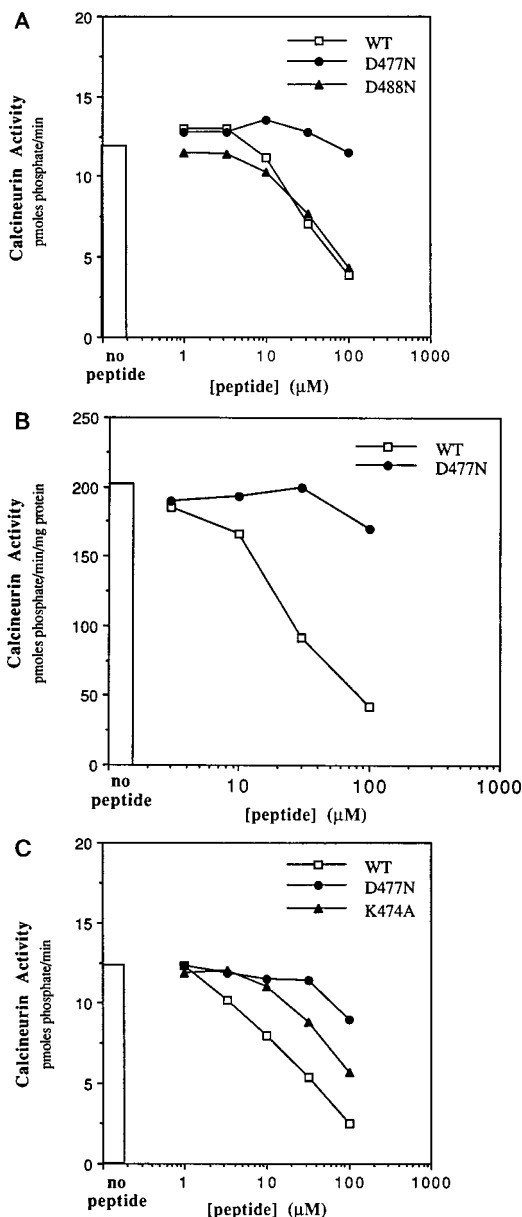 A
20
15
10
5
0
Calcineurin Activity
pmoles phosphate/min
WT
D477N
D488N
no
peptide
1
10
100
1000
[peptide] (μM)
B
250
200
150
100
50
0
Calcineurin Activity
pmoles phosphate/min/mg protein
WT
D477N
no
peptide
10
100
1000
[peptide] (μM)
C
20
15
10
5
0
Calcineurin Activity
pmoles phosphate/min
WT
D477N
K474A
no
peptide
1
10
100
1000
[peptide] (μM)